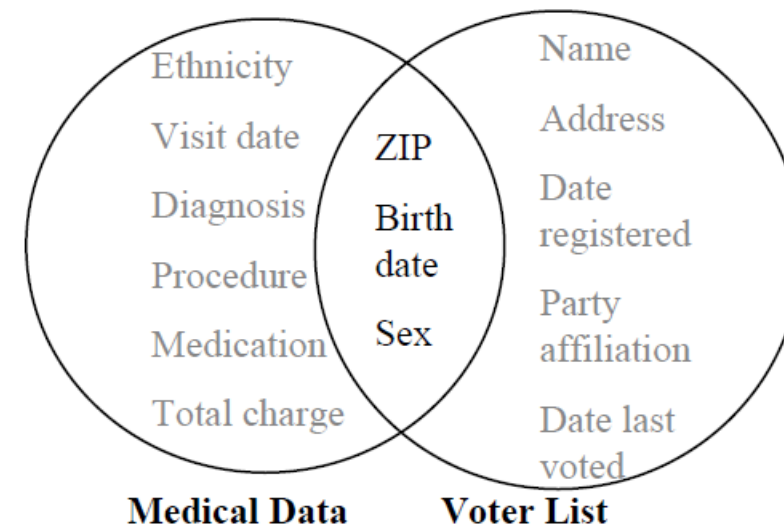 Ethnicity
Visit date
Diagnosis
Procedure
Medication
Total charge
ZIP
Birth
date
Sex
Name
Address
Date
registered
Party
affiliation
Date last
voted
Medical Data
Voter List